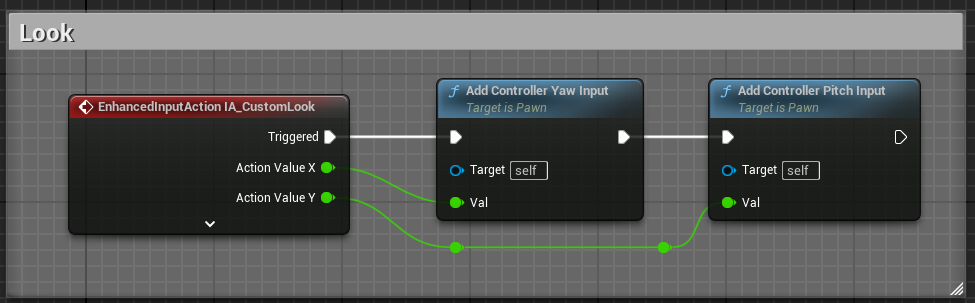 Look
EnhancedInputAction IA_CustomLook
Triggered
Action Value X
Action Value Y
f Add Controller Yaw Input
Target is Pawn
Target self
Val
f Add Controller Pitch Input
Target is Pawn
Target self
Val